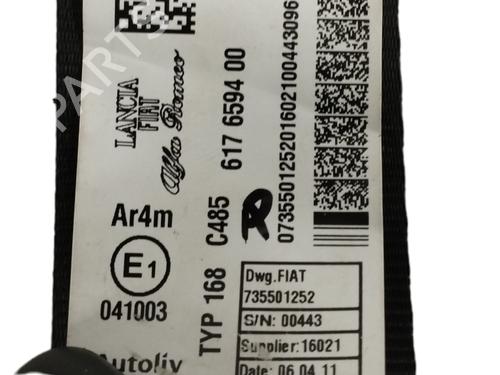 LANCIA
FIAT
Alfa Romeo
Ar4m
E1
041003
Autoliv
TYP 168
C485
R
617 6594 00
073550125201602100443096
Dwg.FIAT
735501252
S/N: 00443
Supplier:16021
Date: 06.04.11